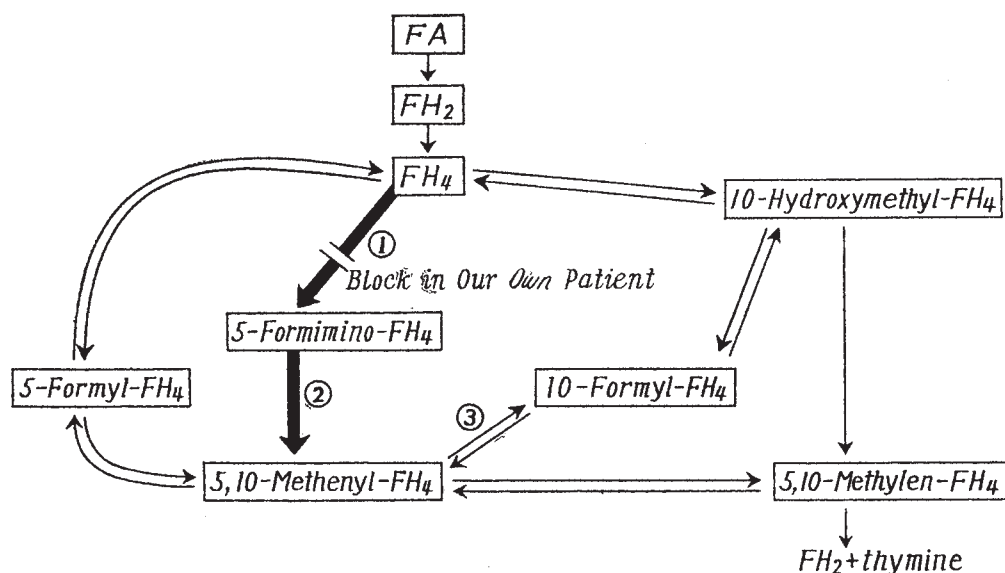 FA
FH₂
FH₄
10-Hydroxymethyl-FH₄
①
Block in Our Own Patient
5-Formimino-FH₄
5-Formyl-FH₄
②
10-Formyl-FH₄
③
5,10-Methenyl-FH₄
5,10-Methylen-FH₄
FH₂+thymine